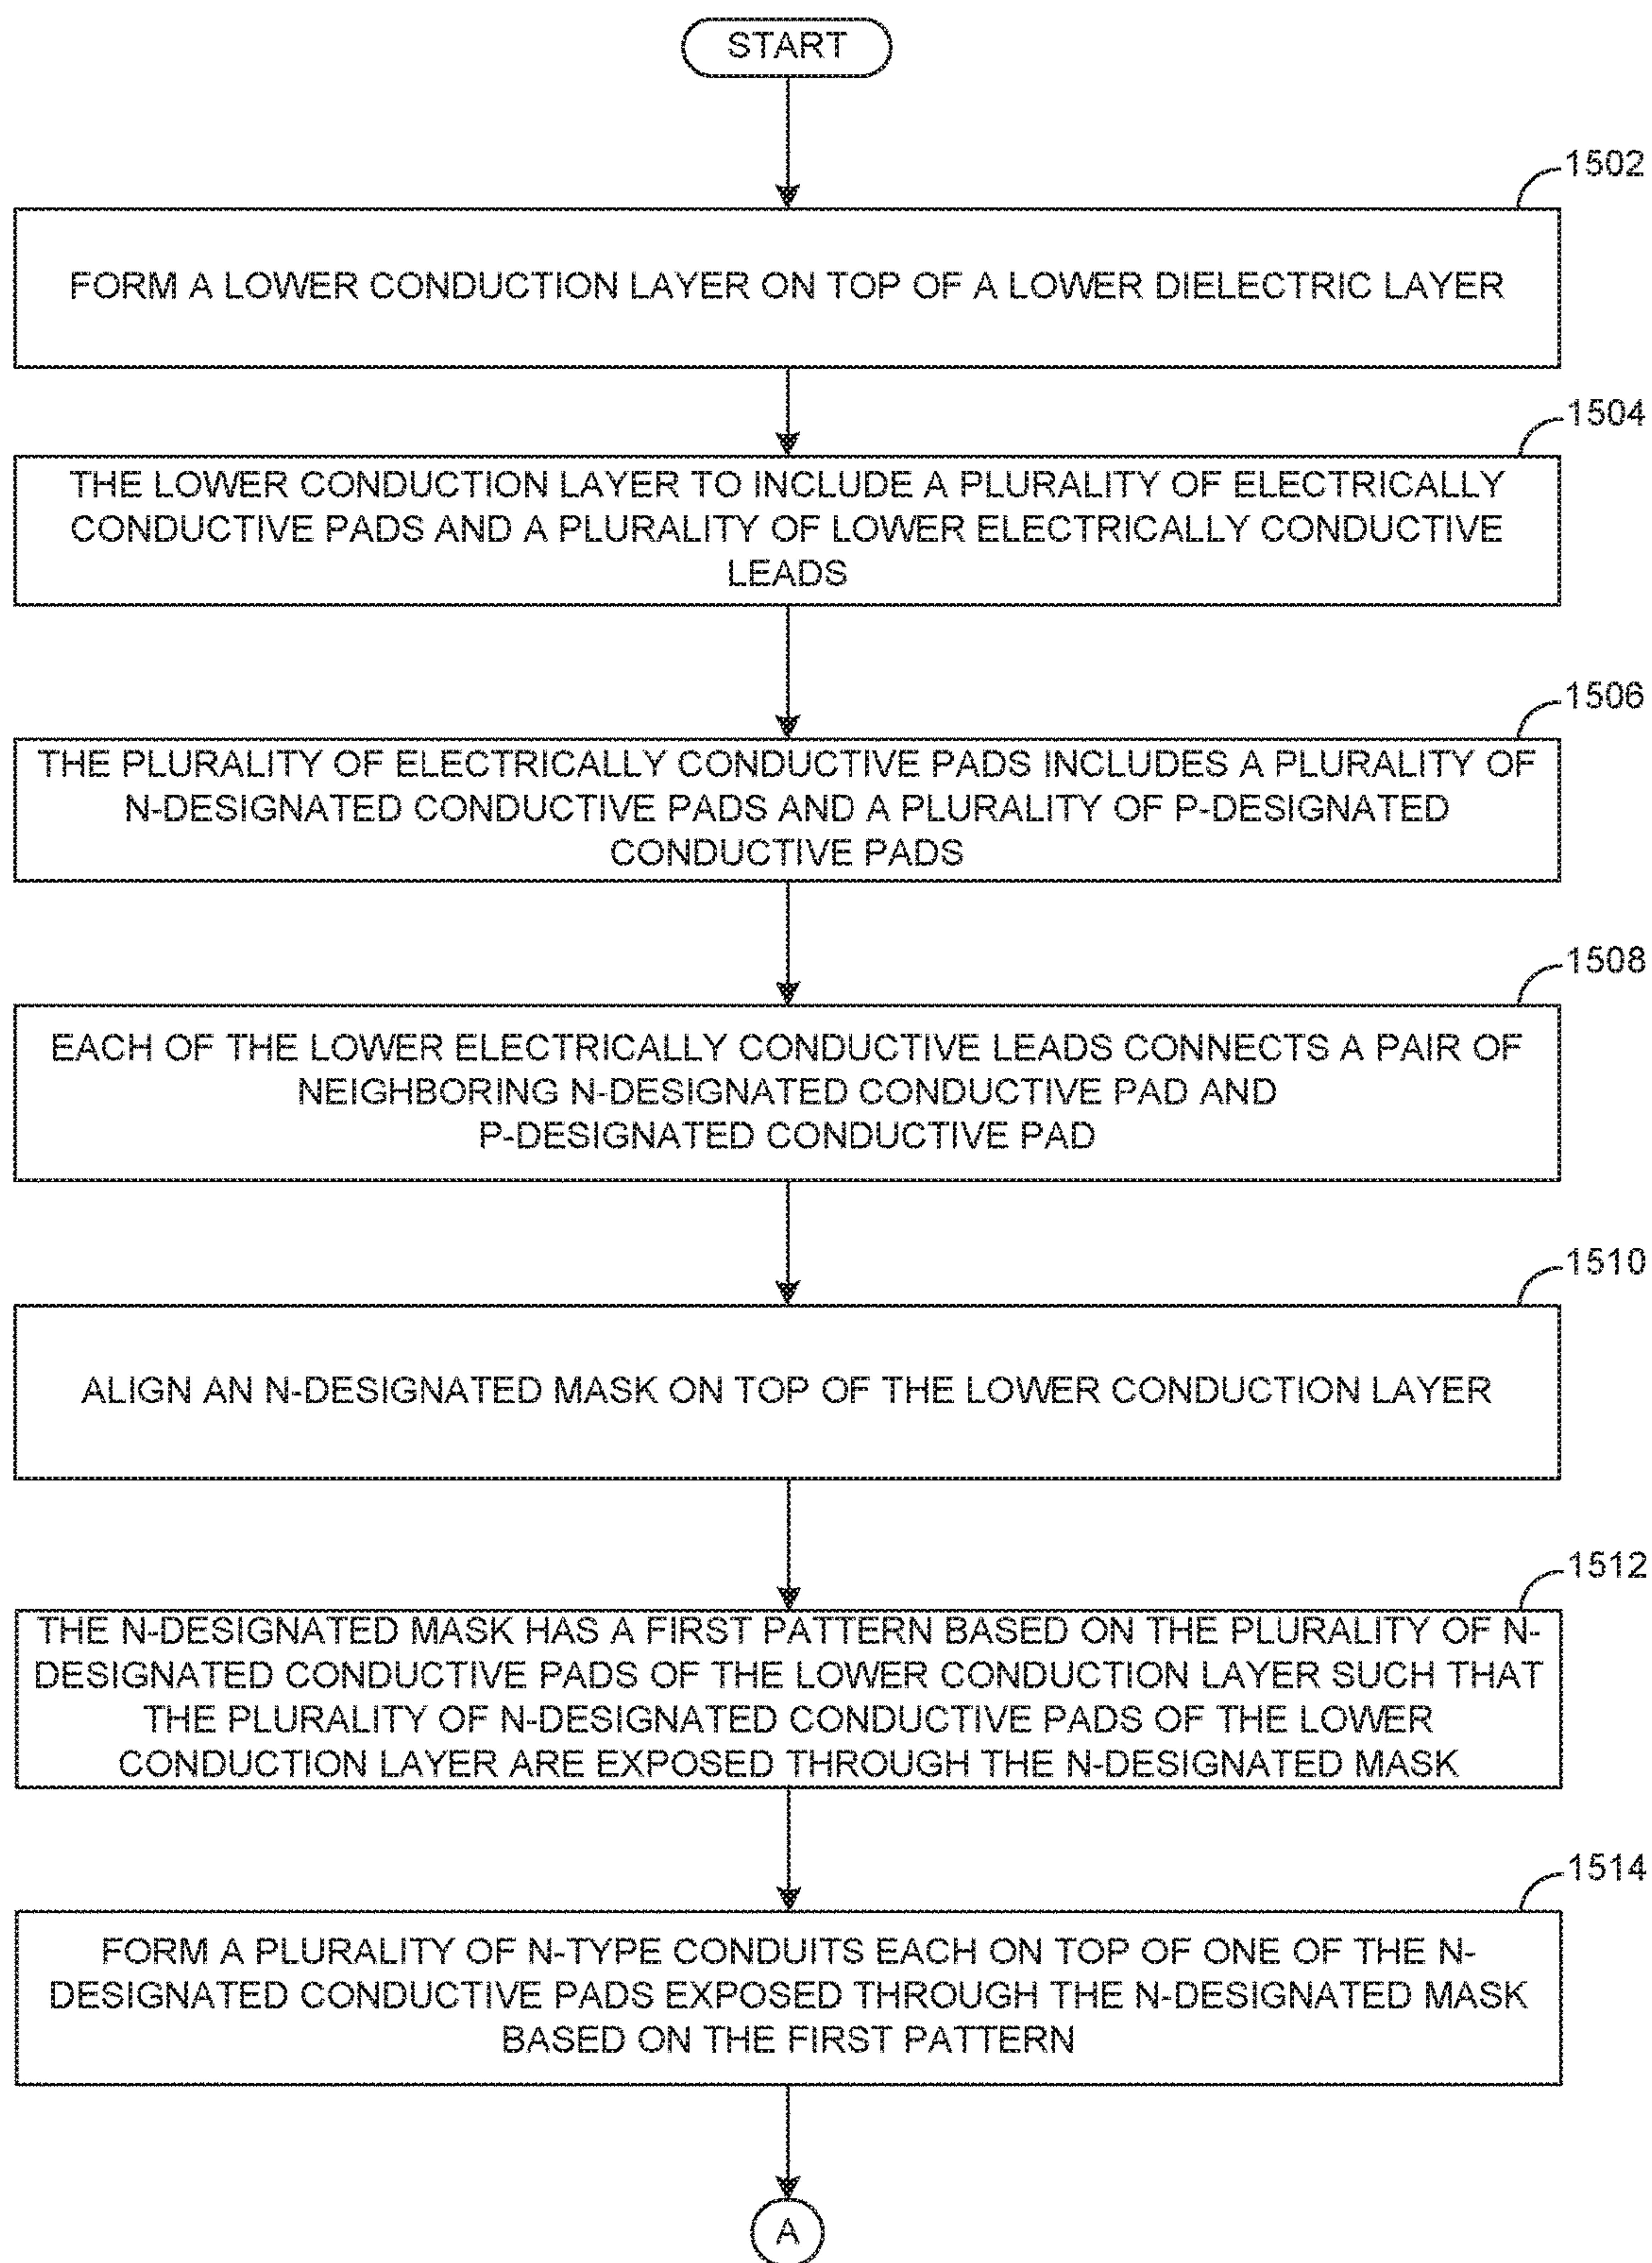 START
1502
FORM A LOWER CONDUCTION LAYER ON TOP OF A LOWER DIELECTRIC LAYER
1504
THE LOWER CONDUCTION LAYER TO INCLUDE A PLURALITY OF ELECTRICALLY
CONDUCTIVE PADS AND A PLURALITY OF LOWER ELECTRICALLY CONDUCTIVE
LEADS
1506
THE PLURALITY OF ELECTRICALLY CONDUCTIVE PADS INCLUDES A PLURALITY OF
N-DESIGNATED CONDUCTIVE PADS AND A PLURALITY OF P-DESIGNATED
CONDUCTIVE PADS
1508
EACH OF THE LOWER ELECTRICALLY CONDUCTIVE LEADS CONNECTS A PAIR OF
NEIGHBORING N-DESIGNATED CONDUCTIVE PAD AND
P-DESIGNATED CONDUCTIVE PAD
1510
ALIGN AN N-DESIGNATED MASK ON TOP OF THE LOWER CONDUCTION LAYER
1512
THE N-DESIGNATED MASK HAS A FIRST PATTERN BASED ON THE PLURALITY OF N-
DESIGNATED CONDUCTIVE PADS OF THE LOWER CONDUCTION LAYER SUCH THAT
THE PLURALITY OF N-DESIGNATED CONDUCTIVE PADS OF THE LOWER
CONDUCTION LAYER ARE EXPOSED THROUGH THE N-DESIGNATED MASK
1514
FORM A PLURALITY OF N-TYPE CONDUITS EACH ON TOP OF ONE OF THE N-
DESIGNATED CONDUCTIVE PADS EXPOSED THROUGH THE N-DESIGNATED MASK
BASED ON THE FIRST PATTERN
A